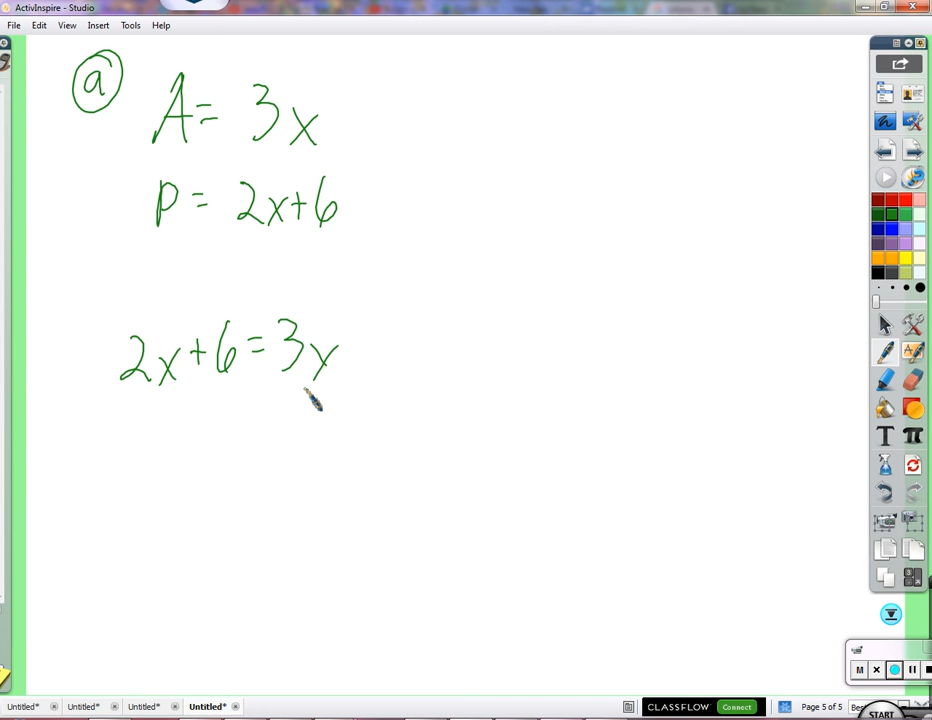 ActivInspire - Studio
File Edit View Insert Tools Help
a
A = 3x
P = 2x+6
2x+6=3x
Untitled* Untitled* Untitled* Untitled*
CLASSFLOW Connect
Page 5 of 5
M
START